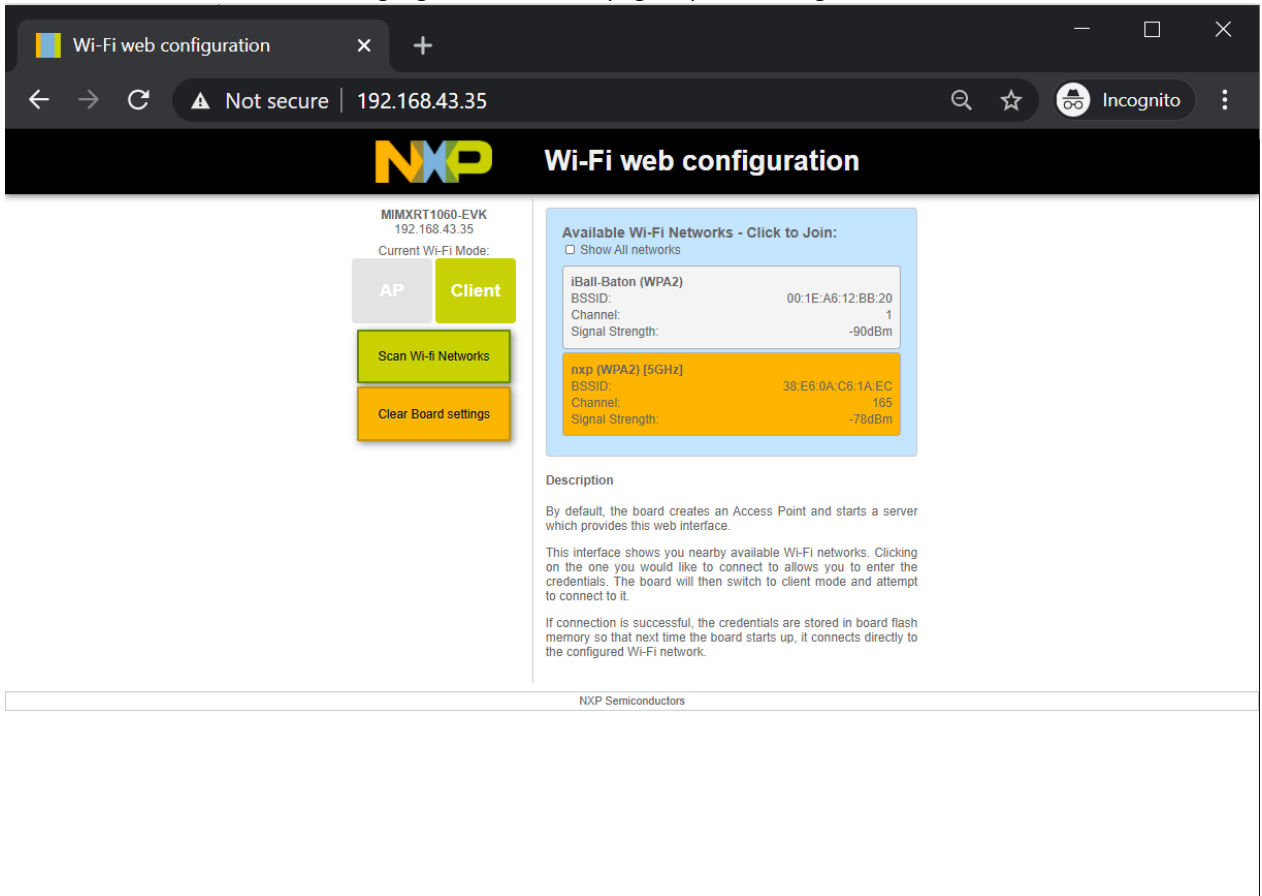 Wi-Fi web configuration
Not secure | 192.168.43.35
Incognito
NXP
Wi-Fi web configuration
MIMXRT1060-EVK
192.168.43.35
Current Wi-Fi Mode:
AP
Client
Scan Wi-fi Networks
Clear Board settings
Available Wi-Fi Networks - Click to Join:
Show All networks
iBall-Baton (WPA2)
BSSID: 00:1E:A6:12:BB:20
Channel: 1
Signal Strength: -90dBm
nxp (WPA2) [5GHz]
BSSID: 38:E6:0A:C6:1A:EC
Channel: 165
Signal Strength: -78dBm
Description
By default, the board creates an Access Point and starts a server
which provides this web interface.
This interface shows you nearby available Wi-Fi networks. Clicking
on the one you would like to connect to allows you to enter the
credentials. The board will then switch to client mode and attempt
to connect to it.
If connection is successful, the credentials are stored in board flash
memory so that next time the board starts up, it connects directly to
the configured Wi-Fi network.
NXP Semiconductors